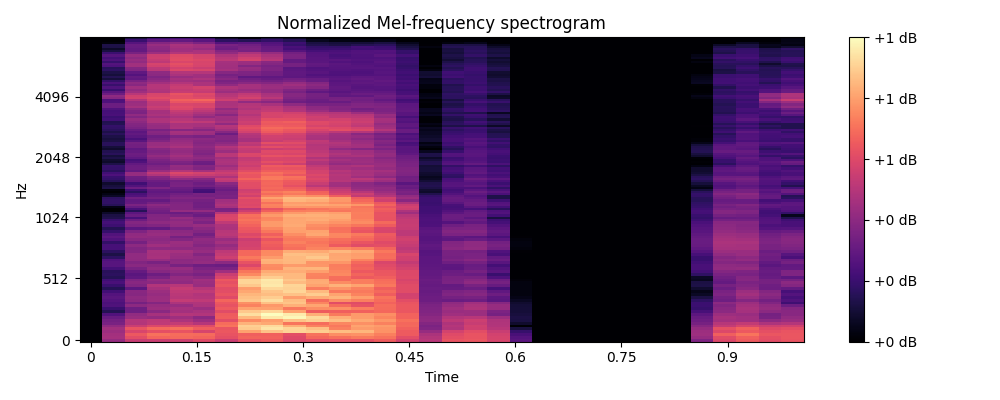 Normalized Mel-frequency spectrogram
Hz
4096
2048
1024
512
0
0 0.15 0.3 0.45 0.6 0.75 0.9
Time
+1 dB
+1 dB
+1 dB
+0 dB
+0 dB
+0 dB